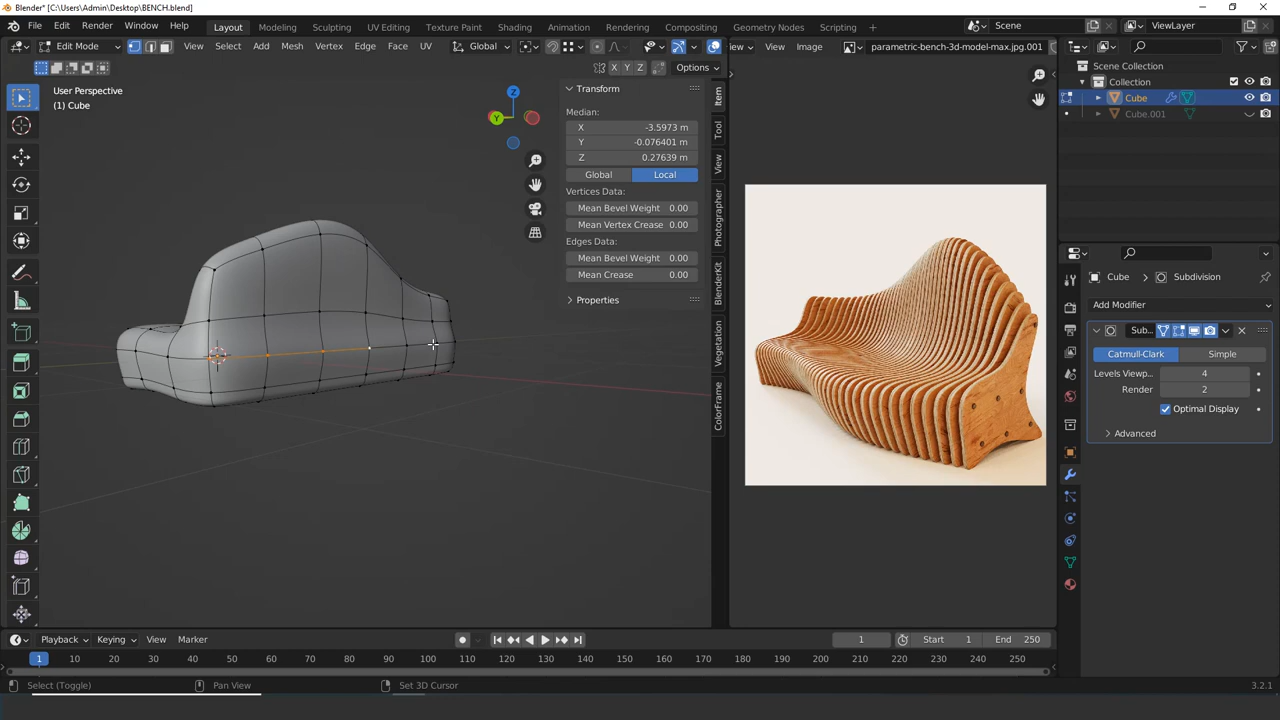 Blender* [C:\Users\Admin\Desktop\BENCH.blend]
File Edit Render Window Help Layout Modeling Sculpting UV Editing Texture Paint Shading Animation Rendering Compositing Geometry Nodes Scripting Scene ViewLayer
Edit Mode View Select Add Mesh Vertex Edge Face UV Global View Image parametric-bench-3d-model-max.jpg.001
X Y Z Options
User Perspective
(1) Cube
Z
Y
Transform
Median:
X -3.5973 m
Y -0.076401 m
Z 0.27639 m
Global Local
Vertices Data:
Mean Bevel Weight 0.00
Mean Vertex Crease 0.00
Edges Data:
Mean Bevel Weight 0.00
Mean Crease 0.00
Properties
Item
Tool
View
Photographer
BlenderKit
Vegetation
ColorFrame
Scene Collection
Collection
Cube
Cube.001
Cube Subdivision
Add Modifier
Sub...
Catmull-Clark Simple
Levels Viewp... 4
Render 2
Optimal Display
Advanced
Playback Keying View Marker 1 Start 1 End 250
1 10 20 30 40 50 60 70 80 90 100 110 120 130 140 150 160 170 180 190 200 210 220 230 240 250
Select (Toggle) Pan View Set 3D Cursor 3.2.1